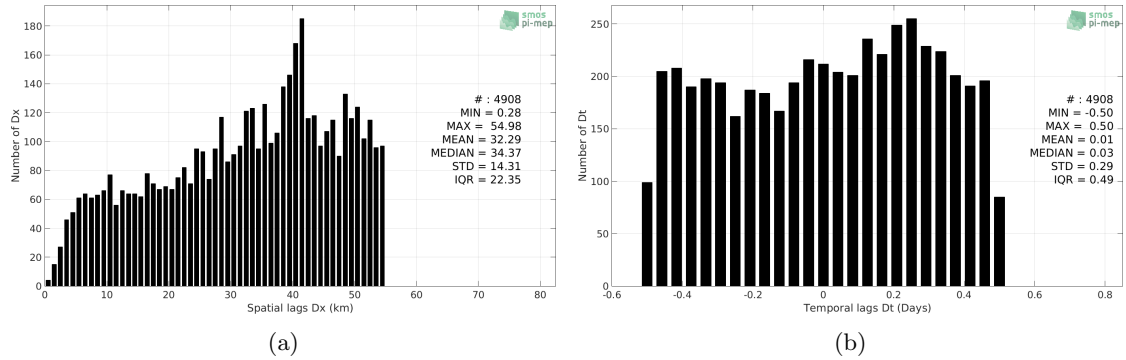 smos
pi-mep
180
160
140
120
100
80
60
40
20
0
Number of Dx
# : 4908
MIN = 0.28
MAX = 54.98
MEAN = 32.29
MEDIAN = 34.37
STD = 14.31
IQR = 22.35
0 10 20 30 40 50 60 70 80
Spatial lags Dx (km)
(a)
smos
pi-mep
250
200
150
100
50
0
Number of Dt
# : 4908
MIN = -0.50
MAX = 0.50
MEAN = 0.01
MEDIAN = 0.03
STD = 0.29
IQR = 0.49
-0.6 -0.4 -0.2 0 0.2 0.4 0.6 0.8
Temporal lags Dt (Days)
(b)